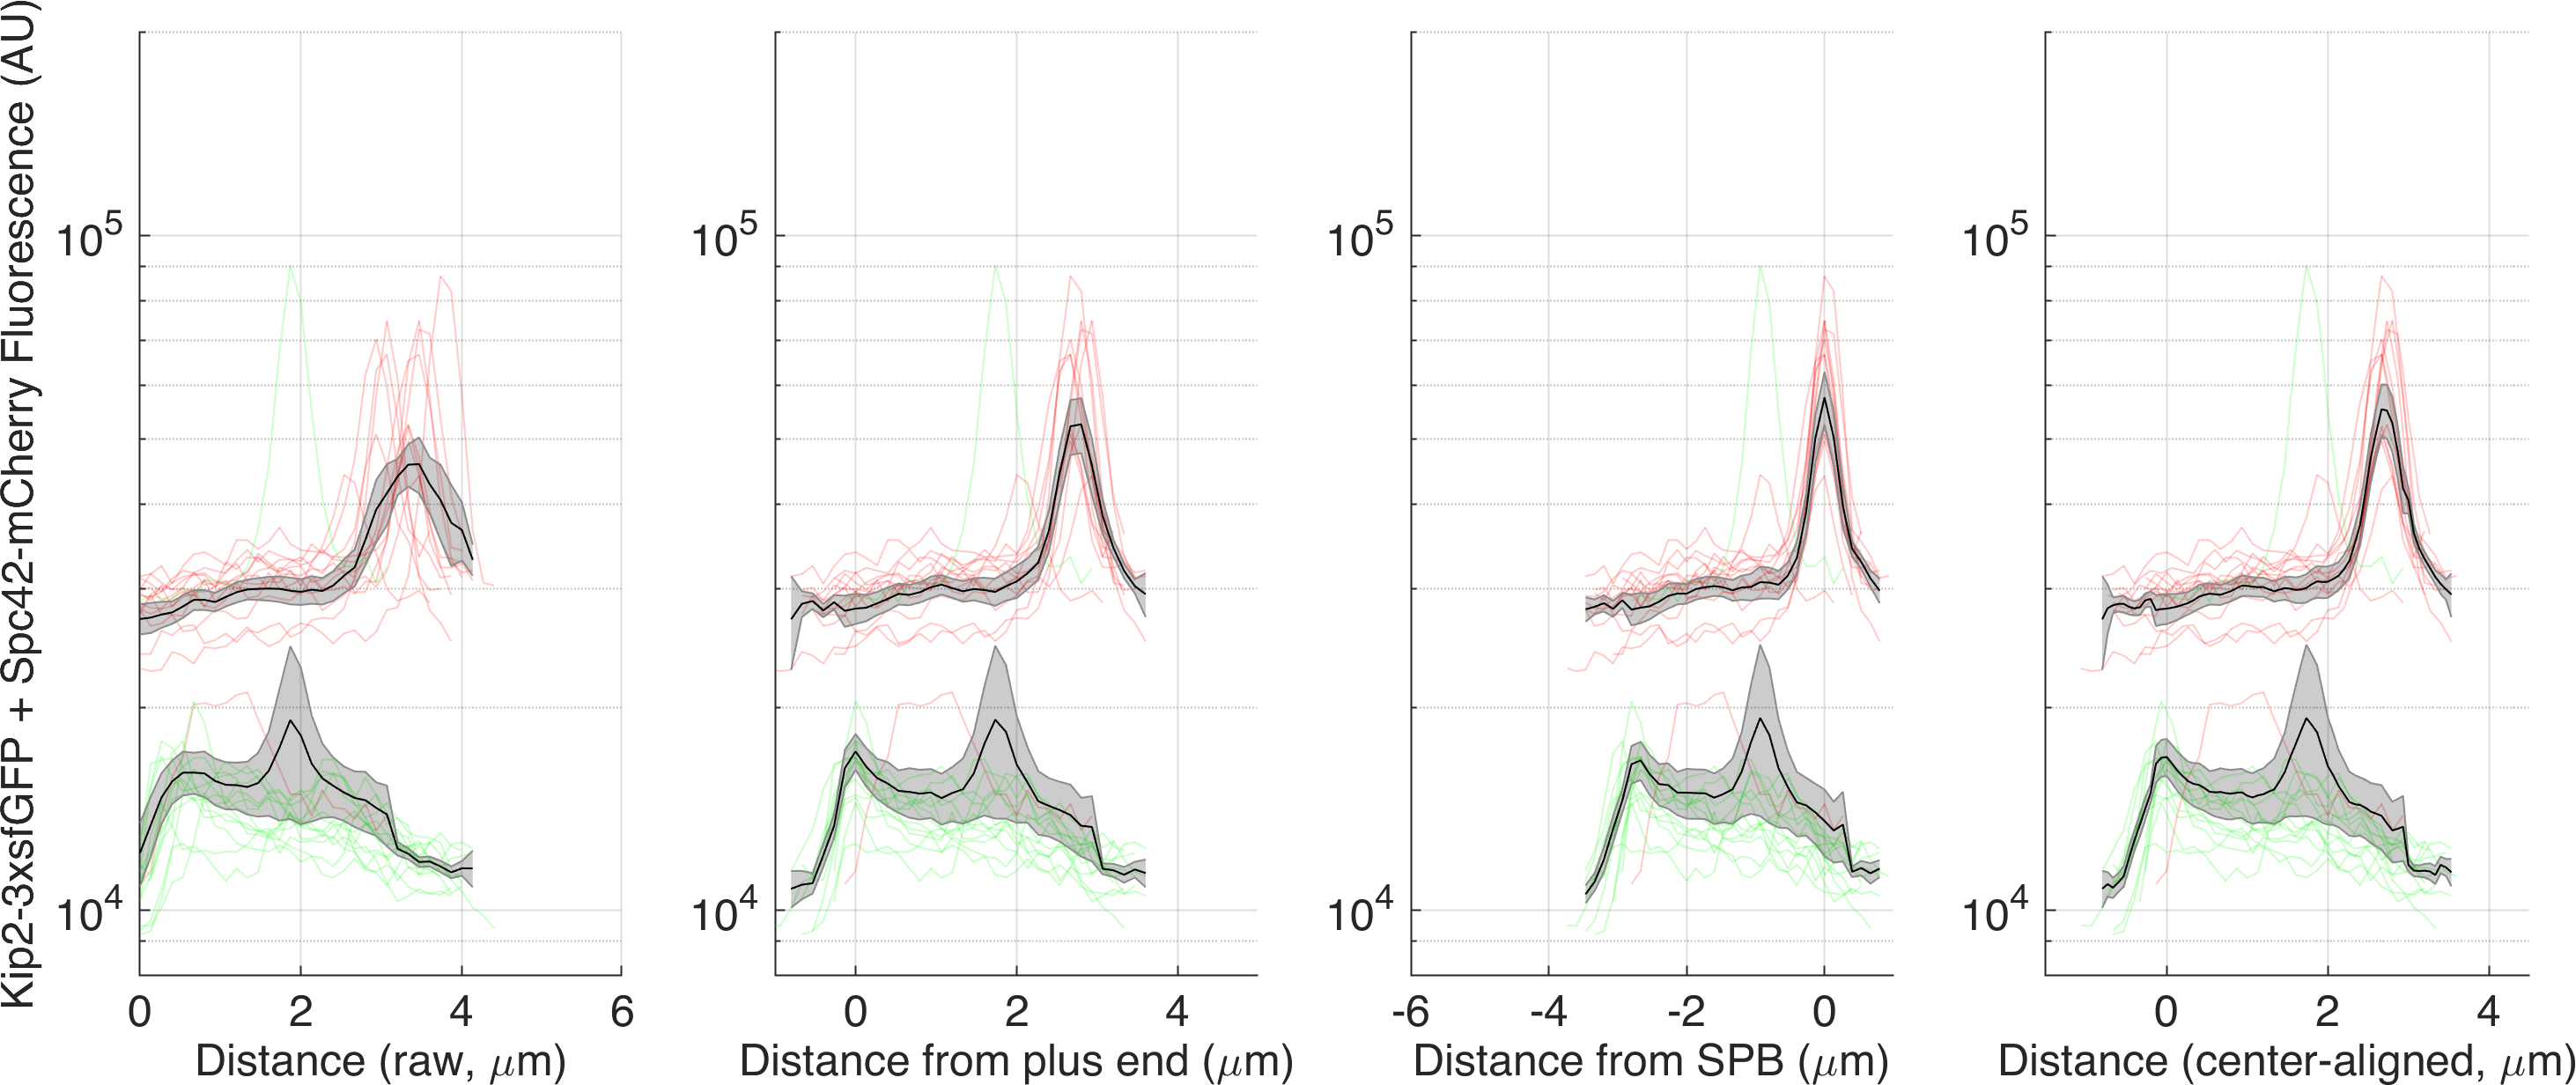 Kip2-3xsfGFP + Spc42-mCherry Fluorescence (AU)
10^5
10^4
0 2 4 6
Distance (raw, μm)
10^5
10^4
0 2 4
Distance from plus end (μm)
10^5
10^4
-6 -4 -2 0
Distance from SPB (μm)
10^5
10^4
0 2 4
Distance (center-aligned, μm)